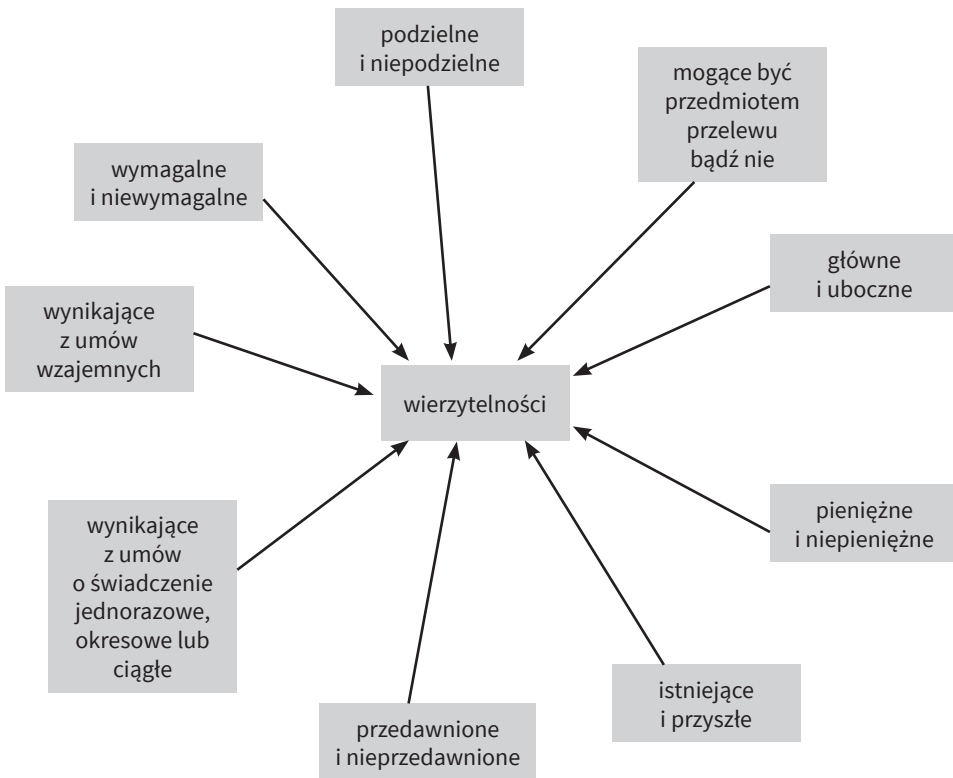 podzielne
i niepodzielne
mogące być
przedmiotem
przelewu
bądź nie
wymagalne
i niewymagalne
główne
i uboczne
wynikające
z umów
wzajemnych
wierzytelności
pieniężne
i niepieniężne
wynikające
z umów
o świadczenie
jednorazowe,
okresowe lub
ciągłe
istniejące
i przyszłe
przedawnione
i nieprzedawnione